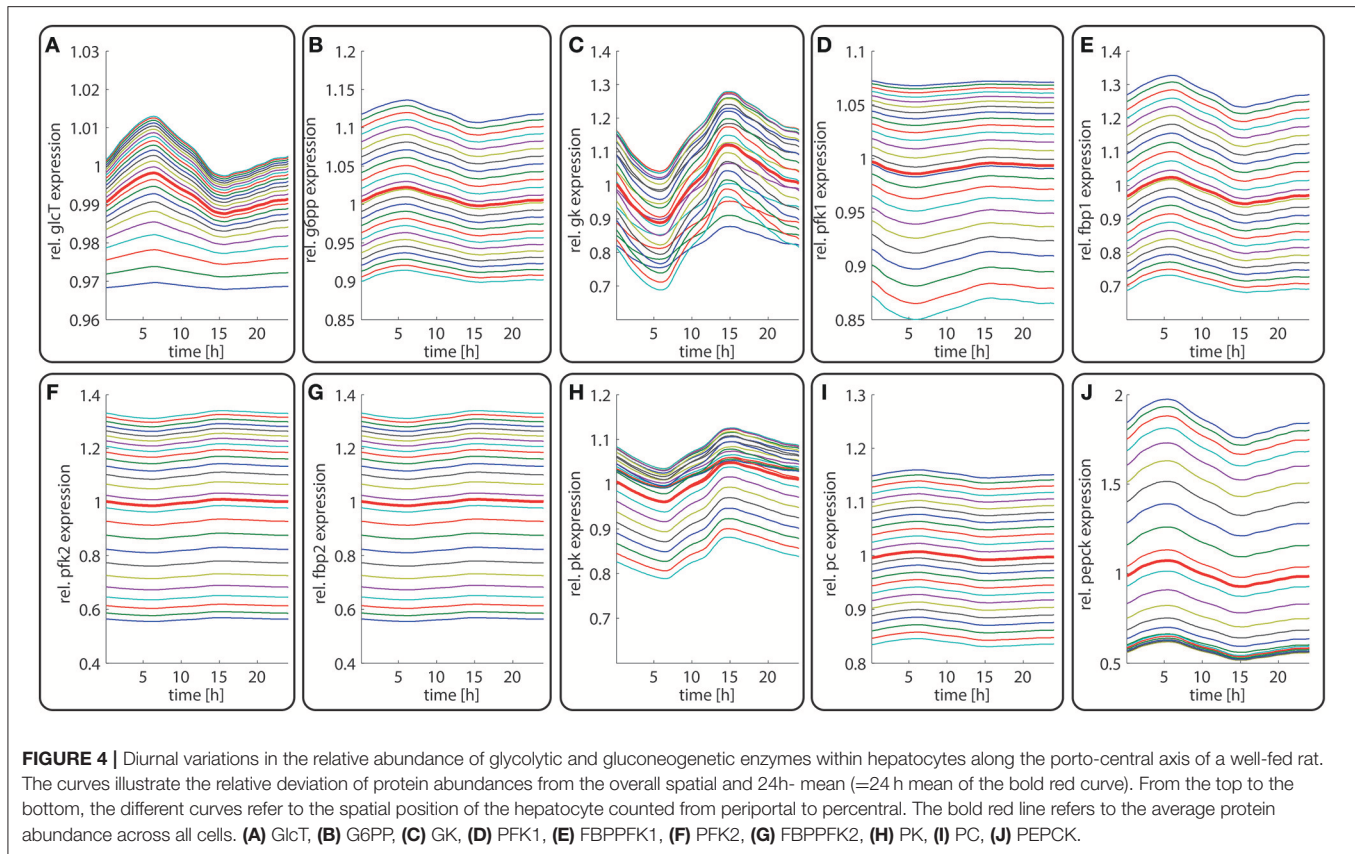 A
rel. glcT expression
1.03
1.02
1.01
1
0.99
0.98
0.97
0.96
5 10 15 20
time [h]
B
rel. g6pp expression
1.2
1.15
1.1
1.05
1
0.95
0.9
0.85
5 10 15 20
time [h]
C
rel. gk expression
1.4
1.3
1.2
1.1
1
0.9
0.8
0.7
5 10 15 20
time [h]
D
rel. pfk1 expression
1.1
1.05
1
0.95
0.9
0.85
5 10 15 20
time [h]
E
rel. fbp1 expression
1.4
1.3
1.2
1.1
1
0.9
0.8
0.7
5 10 15 20
time [h]
F
rel. pfk2 expression
1.4
1.2
1
0.8
0.6
0.4
5 10 15 20
time [h]
G
rel. fbp2 expression
1.4
1.2
1
0.8
0.6
0.4
5 10 15 20
time [h]
H
rel. pk expression
1.2
1.1
1
0.9
0.8
0.7
5 10 15 20
time [h]
I
rel. pc expression
1.3
1.2
1.1
1
0.9
0.8
5 10 15 20
time [h]
J
rel. pepck expression
2
1.5
1
0.5
5 10 15 20
time [h]
FIGURE 4 | Diurnal variations in the relative abundance of glycolytic and gluconeogenetic enzymes within hepatocytes along the porto-central axis of a well-fed rat.
The curves illustrate the relative deviation of protein abundances from the overall spatial and 24h- mean (=24 h mean of the bold red curve). From the top to the
bottom, the different curves refer to the spatial position of the hepatocyte counted from periportal to percentral. The bold red line refers to the average protein
abundance across all cells. (A) GlcT, (B) G6PP, (C) GK, (D) PFK1, (E) FBPPFK1, (F) PFK2, (G) FBPPFK2, (H) PK, (I) PC, (J) PEPCK.